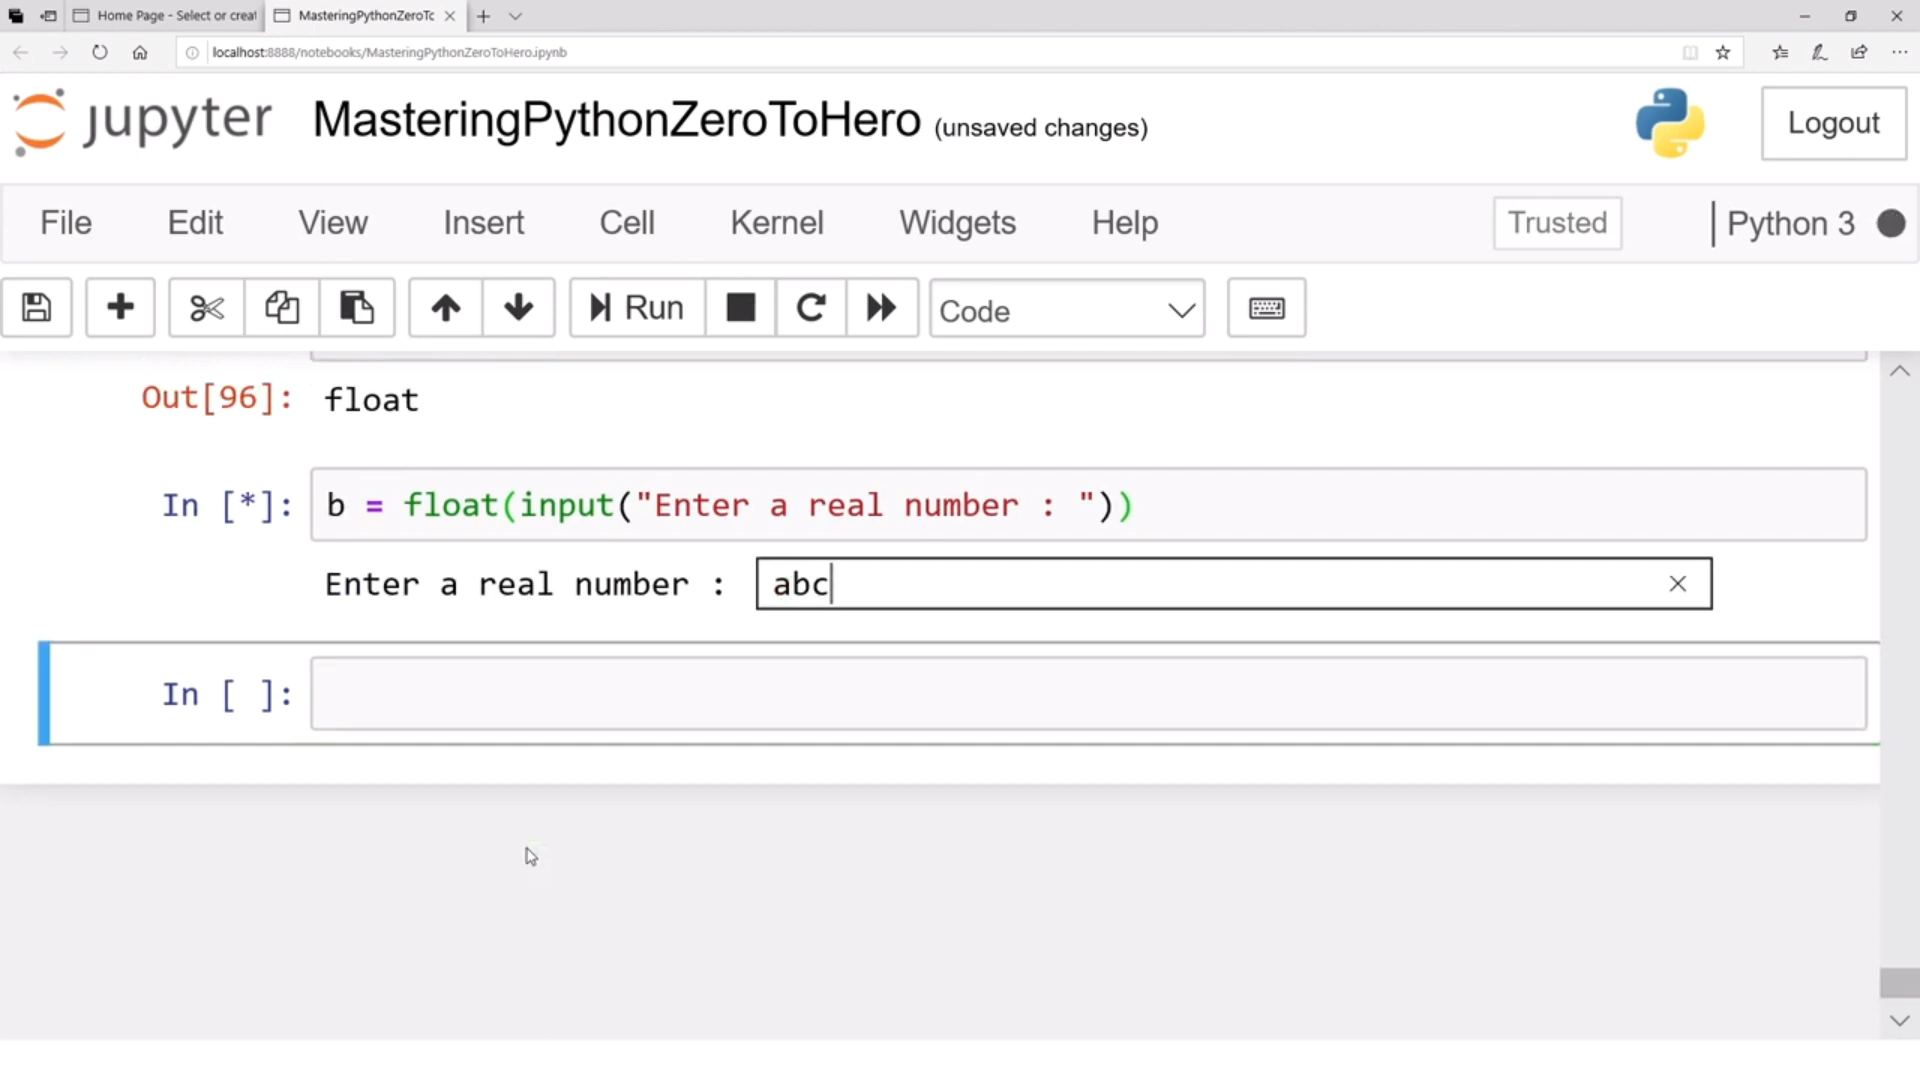 Home Page - Select or creat
MasteringPythonZeroTc
localhost:8888/notebooks/MasteringPythonZeroToHero.ipynb
jupyter MasteringPythonZeroToHero (unsaved changes) Logout
File Edit View Insert Cell Kernel Widgets Help Trusted Python 3
Run Code
Out[96]: float
In [*]: b = float(input("Enter a real number : "))
Enter a real number : abc
In [ ]: